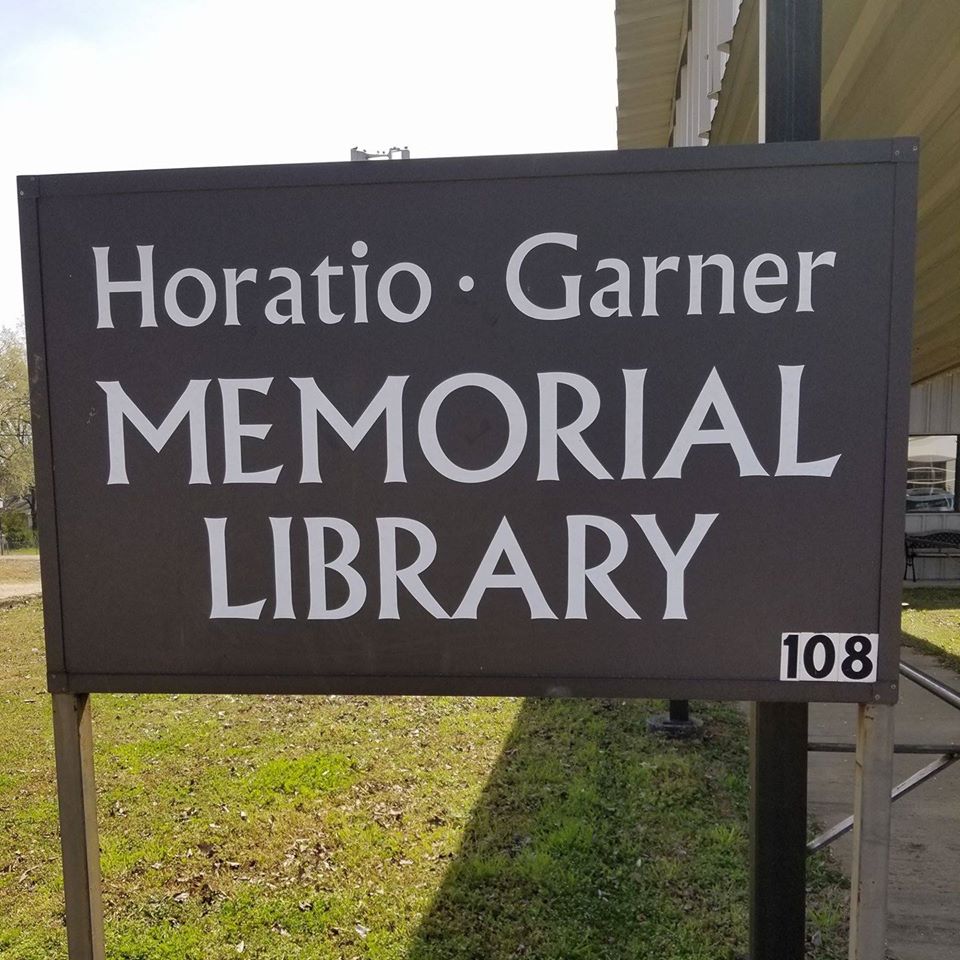 Horatio · Garner
MEMORIAL
LIBRARY
108